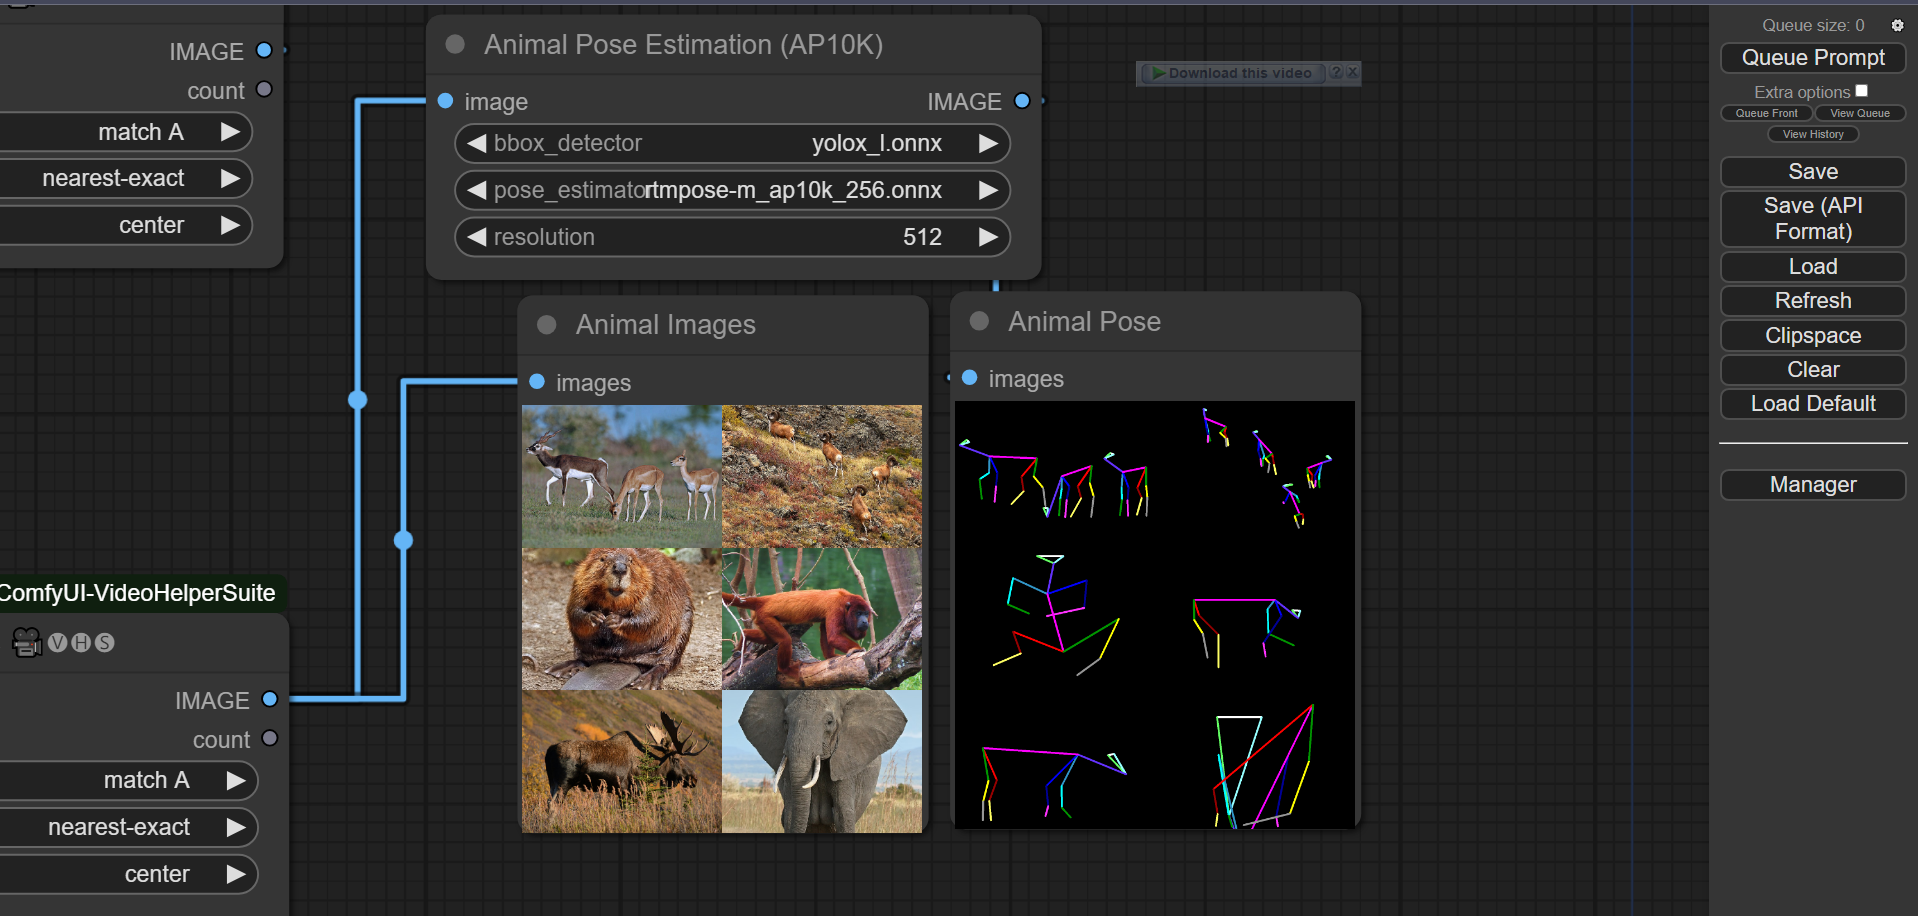 IMAGE
count
match A
nearest-exact
center
Animal Pose Estimation (AP10K)
image IMAGE
bbox_detector yolox_l.onnx
pose_estimator rtmpose-m_ap10k_256.onnx
resolution 512
Download this video ? X
Animal Images
images
Animal Pose
images
ComfyUI-VideoHelperSuite
V H S
IMAGE
count
match A
nearest-exact
center
Queue size: 0
Queue Prompt
Extra options
Queue Front View Queue
View History
Save
Save (API
Format)
Load
Refresh
Clipspace
Clear
Load Default
Manager